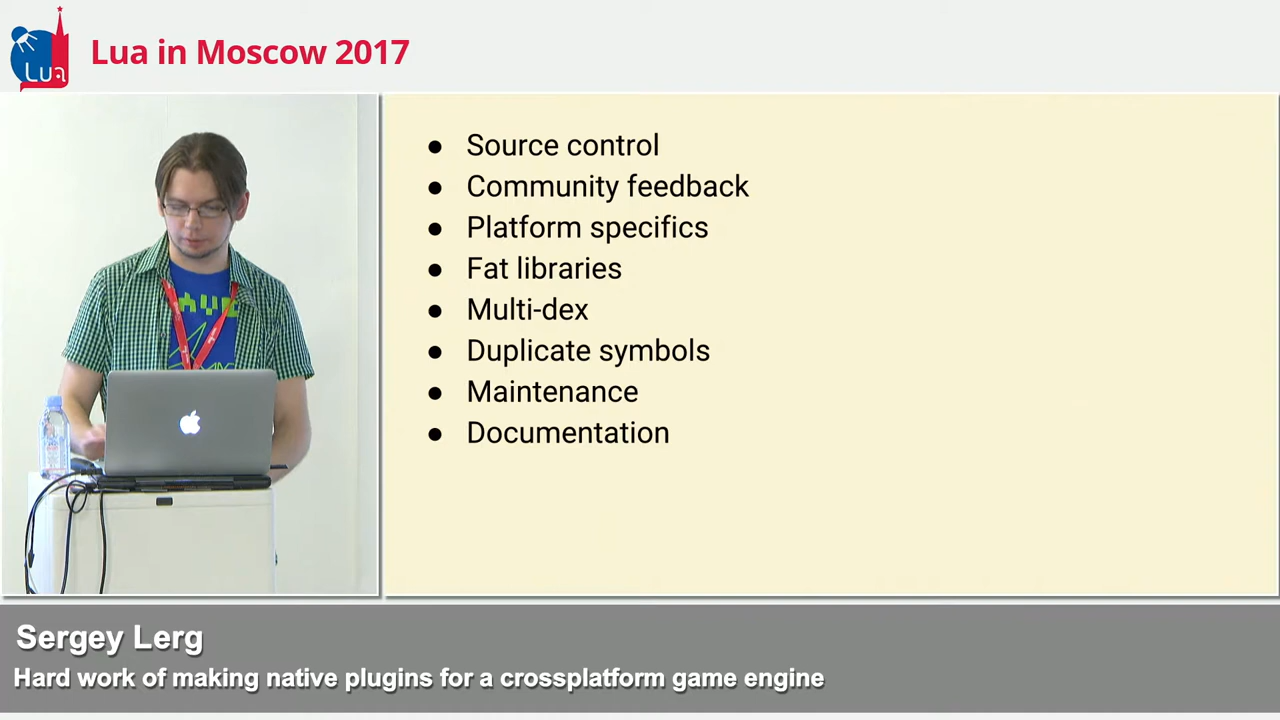 Lua
Lua in Moscow 2017
● Source control
● Community feedback
● Platform specifics
● Fat libraries
● Multi-dex
● Duplicate symbols
● Maintenance
● Documentation
Sergey Lerg
Hard work of making native plugins for a crossplatform game engine